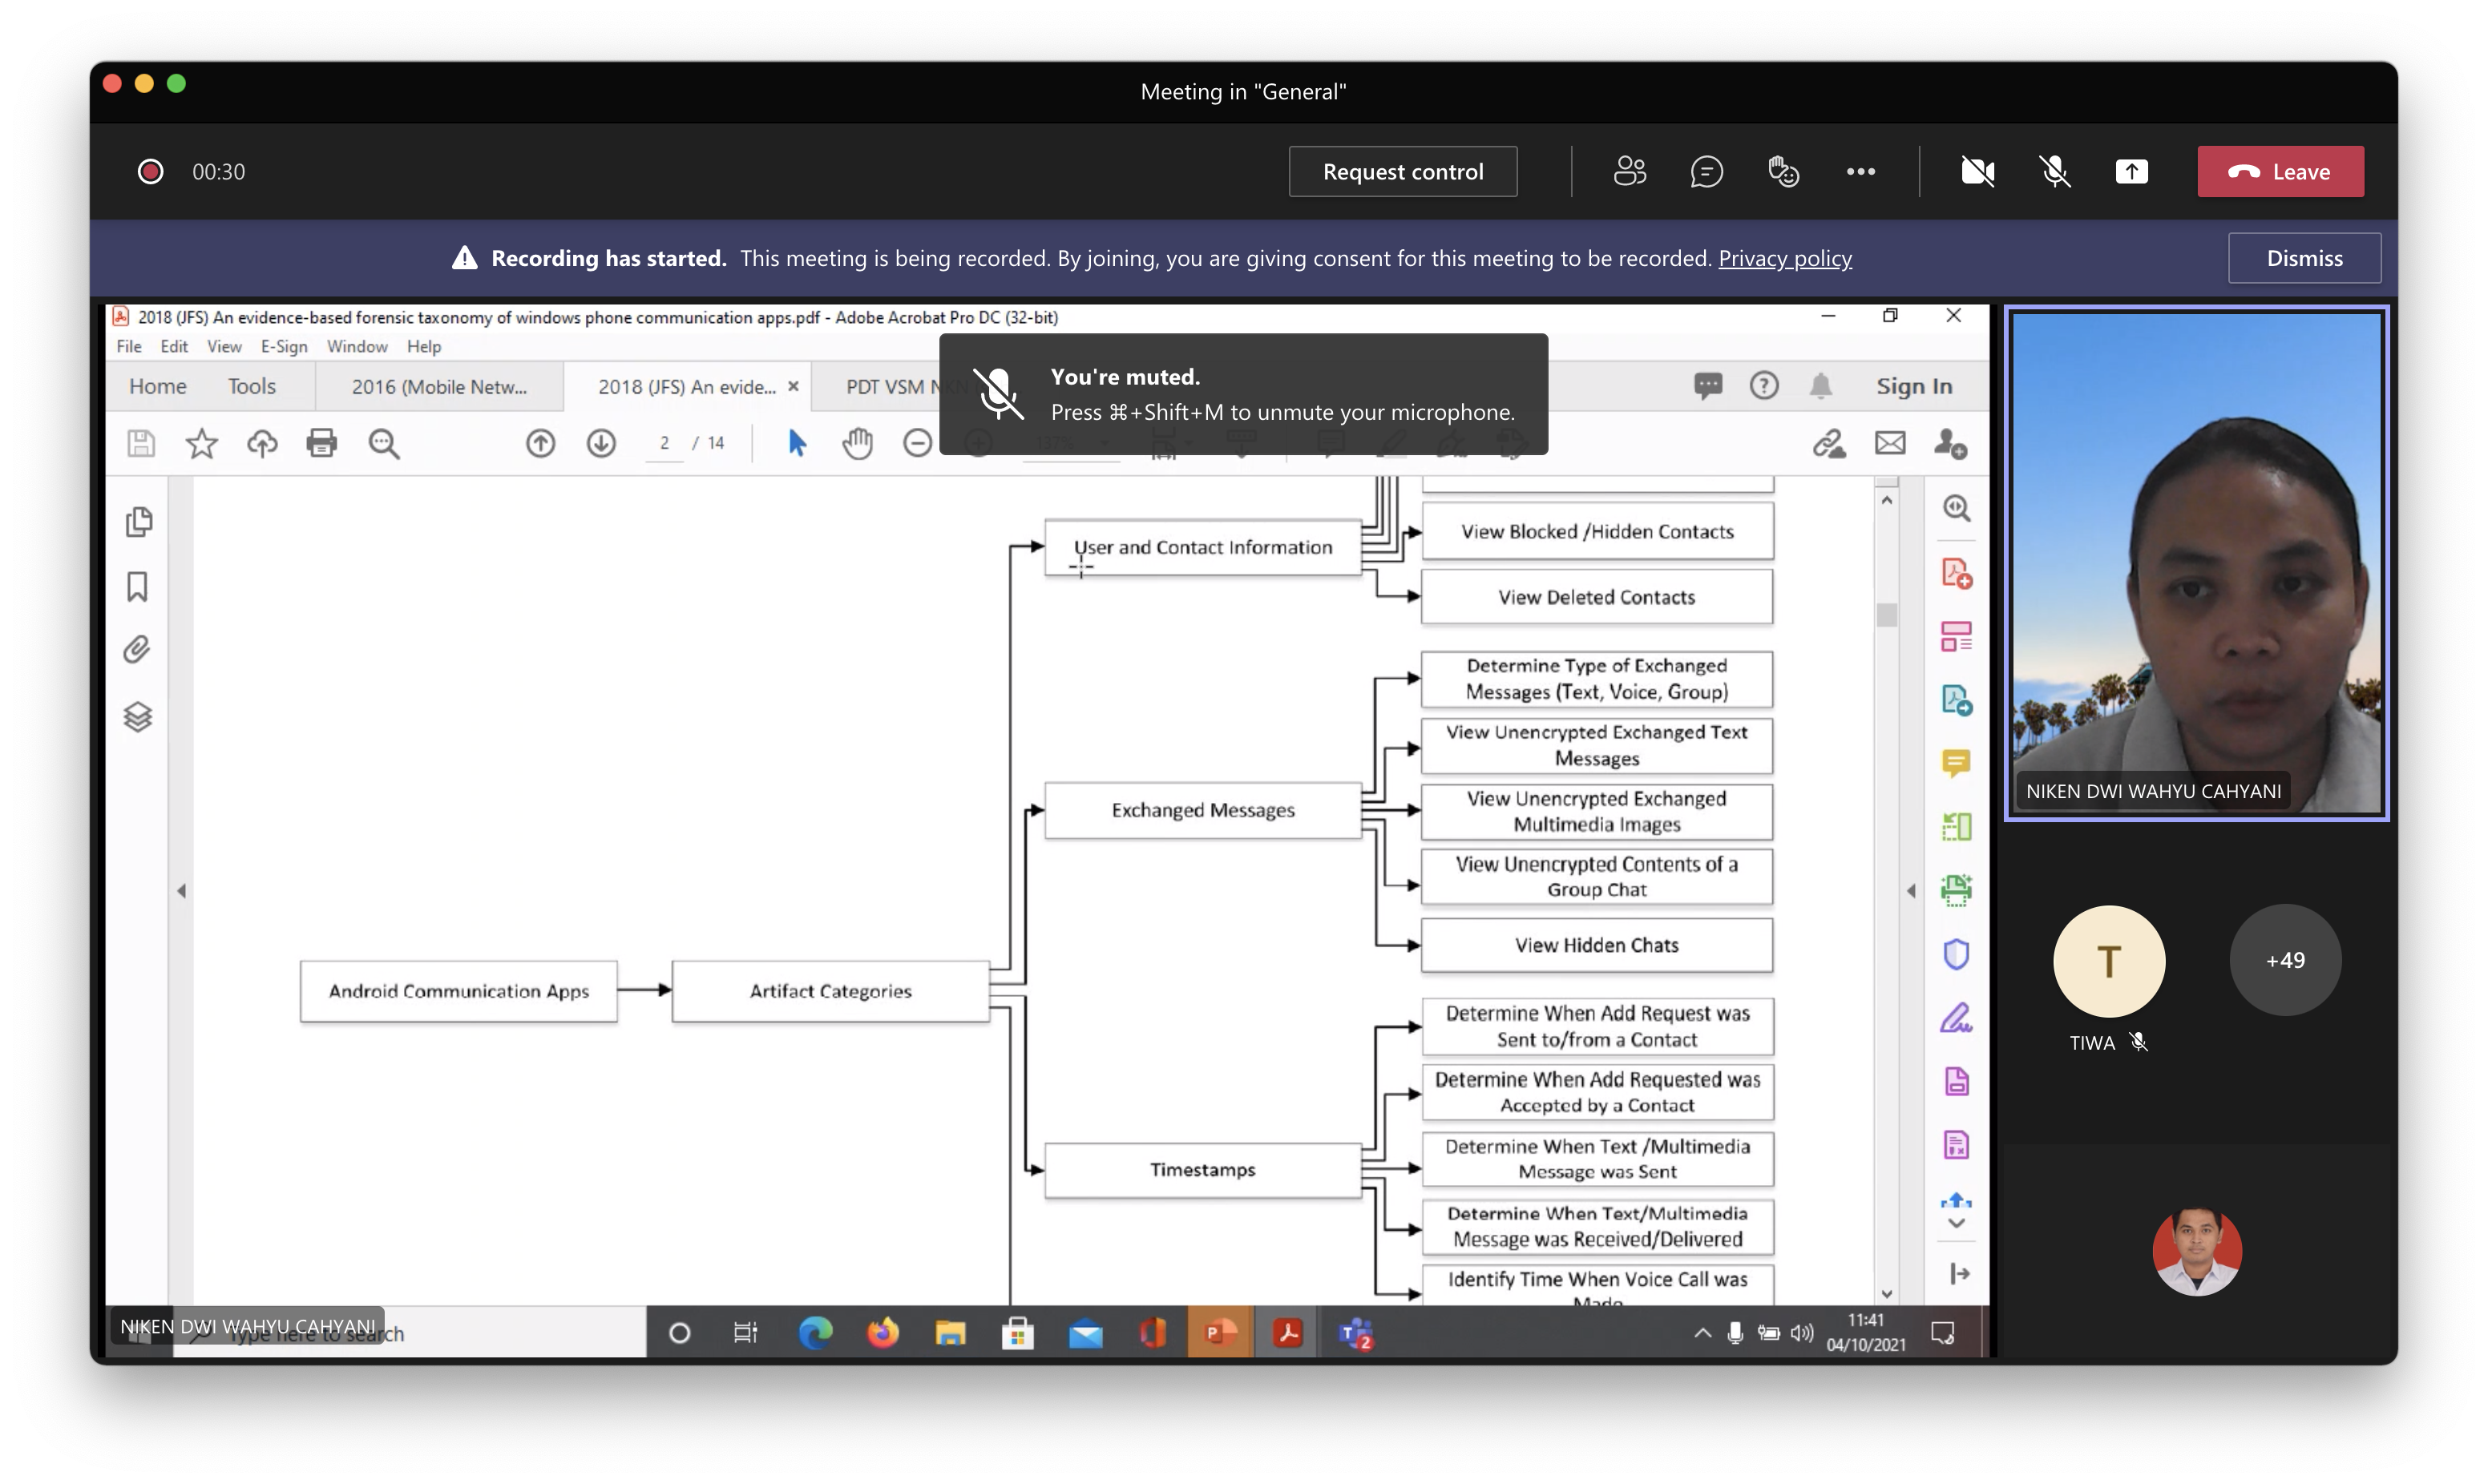 Meeting in "General"
00:30
Request control
Leave
Recording has started. This meeting is being recorded. By joining, you are giving consent for this meeting to be recorded. Privacy policy
Dismiss
2018 (JFS) An evidence-based forensic taxonomy of windows phone communication apps.pdf - Adobe Acrobat Pro DC (32-bit)
File Edit View E-Sign Window Help
You're muted.
Press ⌘+Shift+M to unmute your microphone.
Home Tools 2016 (Mobile Netw... 2018 (JFS) An evide... × PDT VSM Sign In
2 / 14
View Blocked /Hidden Contacts
User and Contact Information
View Deleted Contacts
Determine Type of Exchanged
Messages (Text, Voice, Group)
View Unencrypted Exchanged Text
Messages
View Unencrypted Exchanged
Multimedia Images
Exchanged Messages
View Unencrypted Contents of a
Group Chat
View Hidden Chats
Android Communication Apps
Artifact Categories
Determine When Add Request was
Sent to/from a Contact
Determine When Add Requested was
Accepted by a Contact
Determine When Text /Multimedia
Message was Sent
Timestamps
Determine When Text/Multimedia
Message was Received/Delivered
Identify Time When Voice Call was
Made
NIKEN DWI WAHYU CAHYANI
T
+49
TIWA
NIKEN DWI WAHYU CAHYANI
Type here to search
2
11:41
04/10/2021